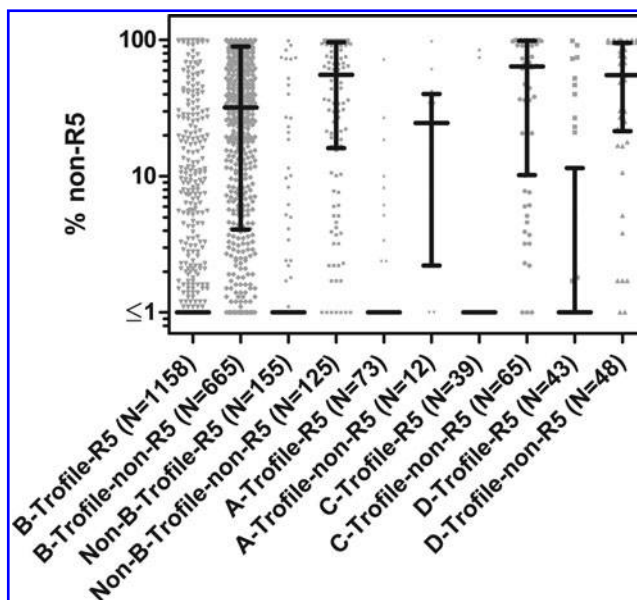 100
% non-R5
10
≤1
B-Trofile-R5 (N=1158)
B-Trofile-non-R5 (N=665)
Non-B-Trofile-R5 (N=155)
Non-B-Trofile-non-R5 (N=125)
A-Trofile-R5 (N=73)
A-Trofile-non-R5 (N=12)
C-Trofile-R5 (N=39)
C-Trofile-non-R5 (N=65)
D-Trofile-R5 (N=43)
D-Trofile-non-R5 (N=48)